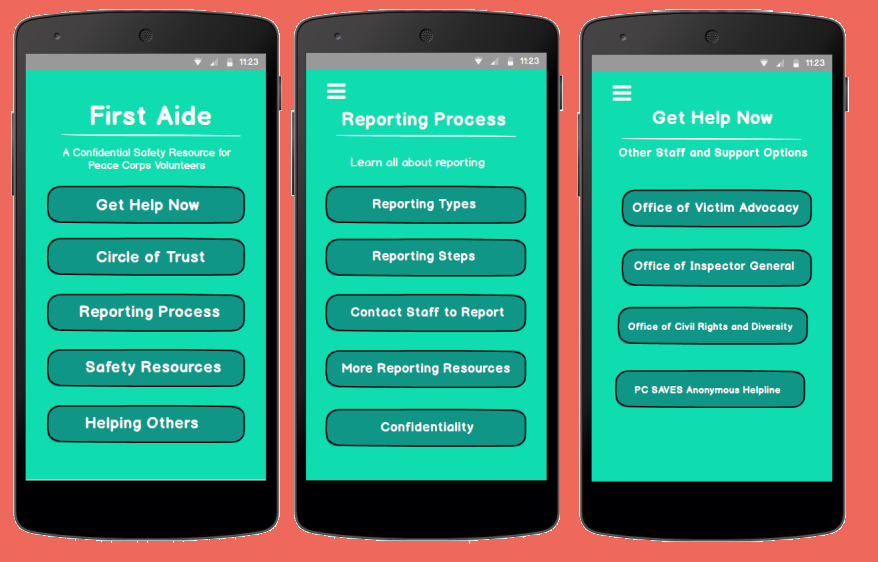 11:23
First Aide
A Confidential Safety Resource for
Peace Corps Volunteers
Get Help Now
Circle of Trust
Reporting Process
Safety Resources
Helping Others
11:23
Reporting Process
Learn all about reporting
Reporting Types
Reporting Steps
Contact Staff to Report
More Reporting Resources
Confidentiality
11:23
Get Help Now
Other Staff and Support Options
Office of Victim Advocacy
Office of Inspector General
Office of Civil Rights and Diversity
PC SAVES Anonymous Helpline